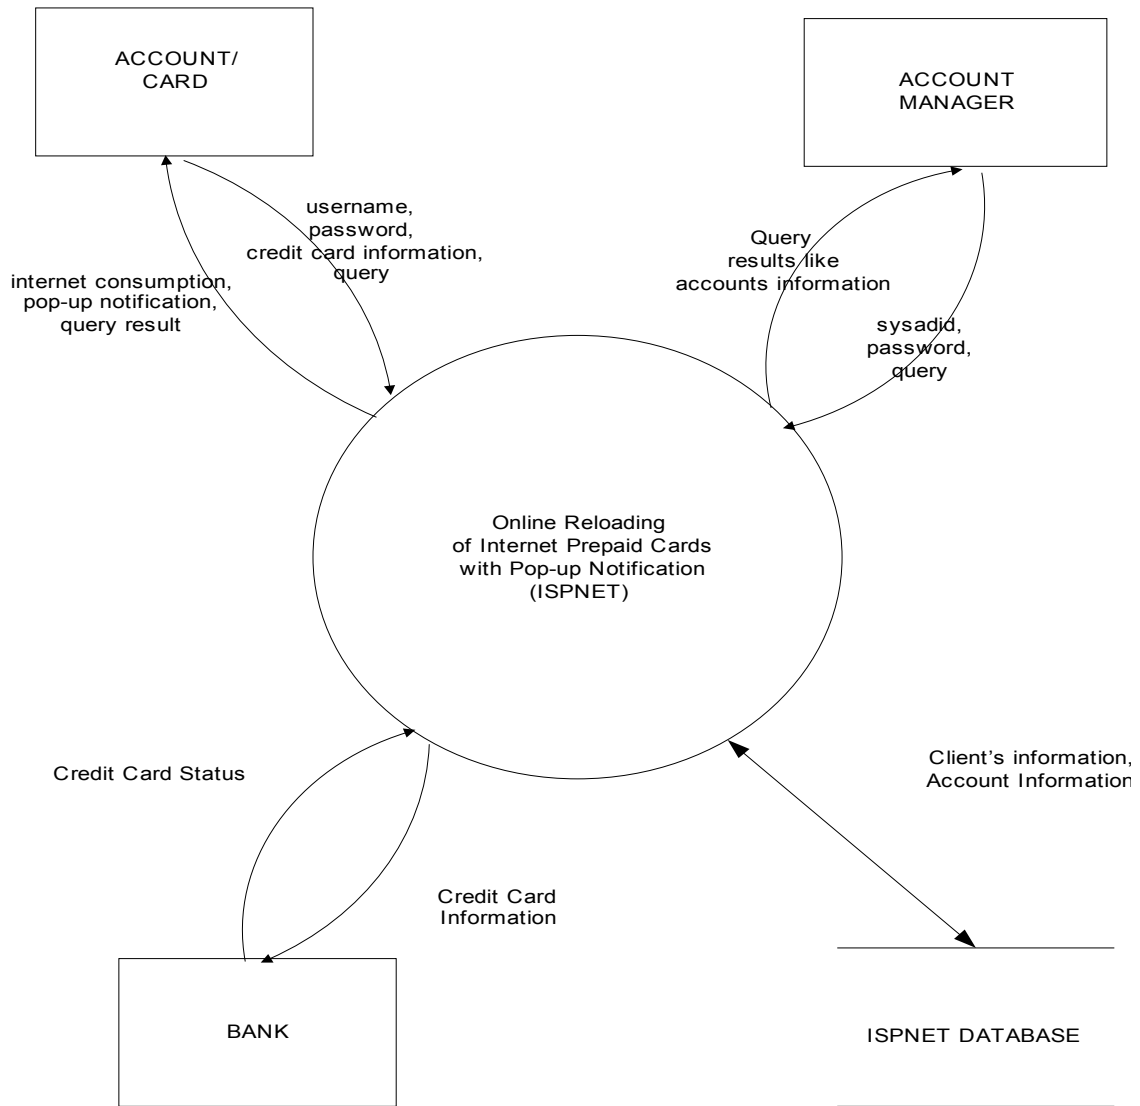 ACCOUNT/
CARD
ACCOUNT
MANAGER
username,
password,
credit card information,
query
internet consumption,
pop-up notification,
query result
Query
results like
accounts information
sysadid,
password,
query
Online Reloading
of Internet Prepaid Cards
with Pop-up Notification
(ISPNET)
Credit Card Status
Client's information,
Account Information
Credit Card
Information
BANK
ISPNET DATABASE